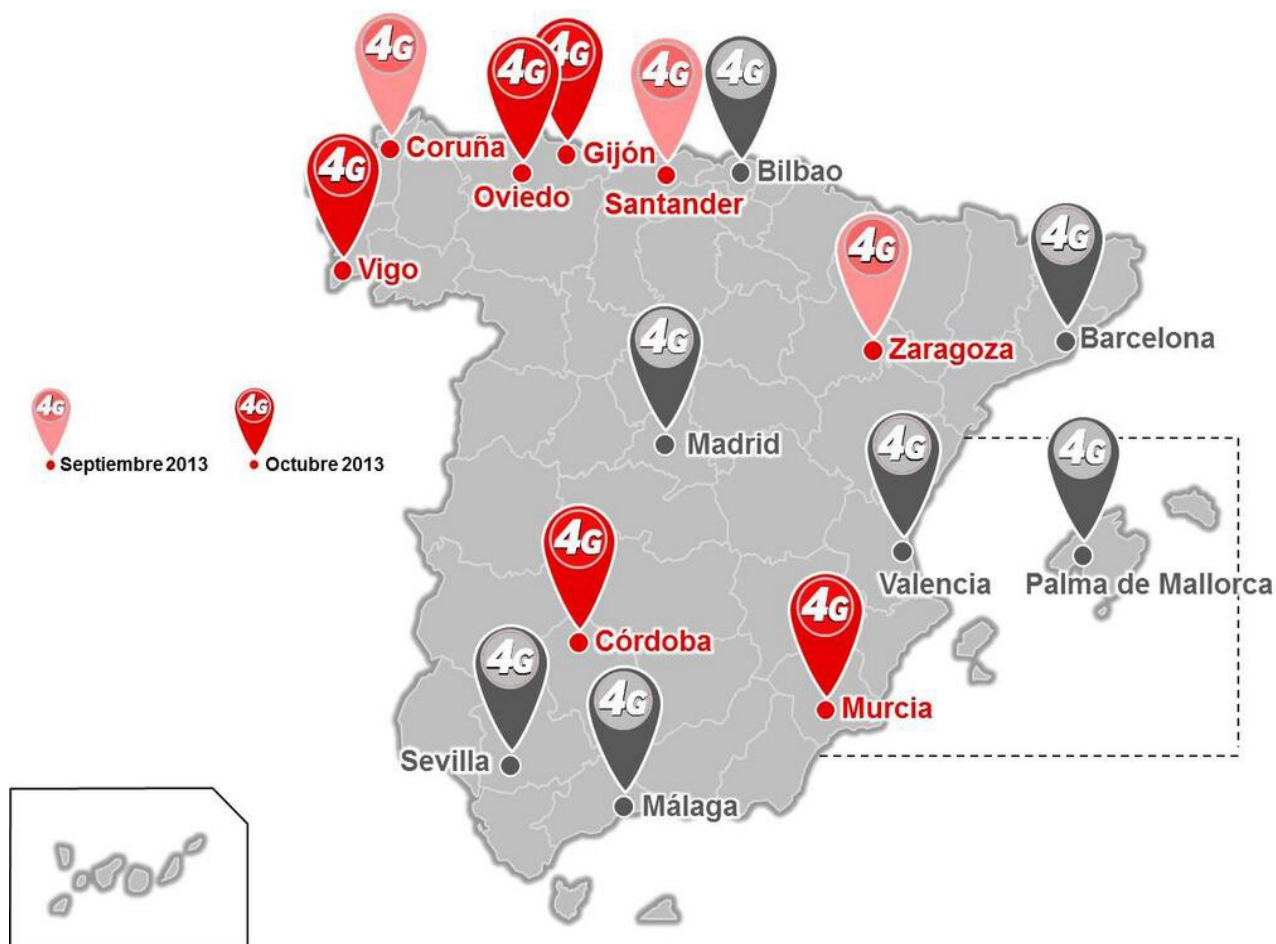 4G
4G
4G
4G
4G
Coruña
Gijón
Bilbao
Oviedo
Santander
4G
Vigo
4G
4G
Zaragoza
Barcelona
4G
Madrid
4G
4G
Septiembre 2013
Octubre 2013
4G
4G
Valencia
Palma de Mallorca
4G
Córdoba
4G
Murcia
4G
Sevilla
4G
Málaga